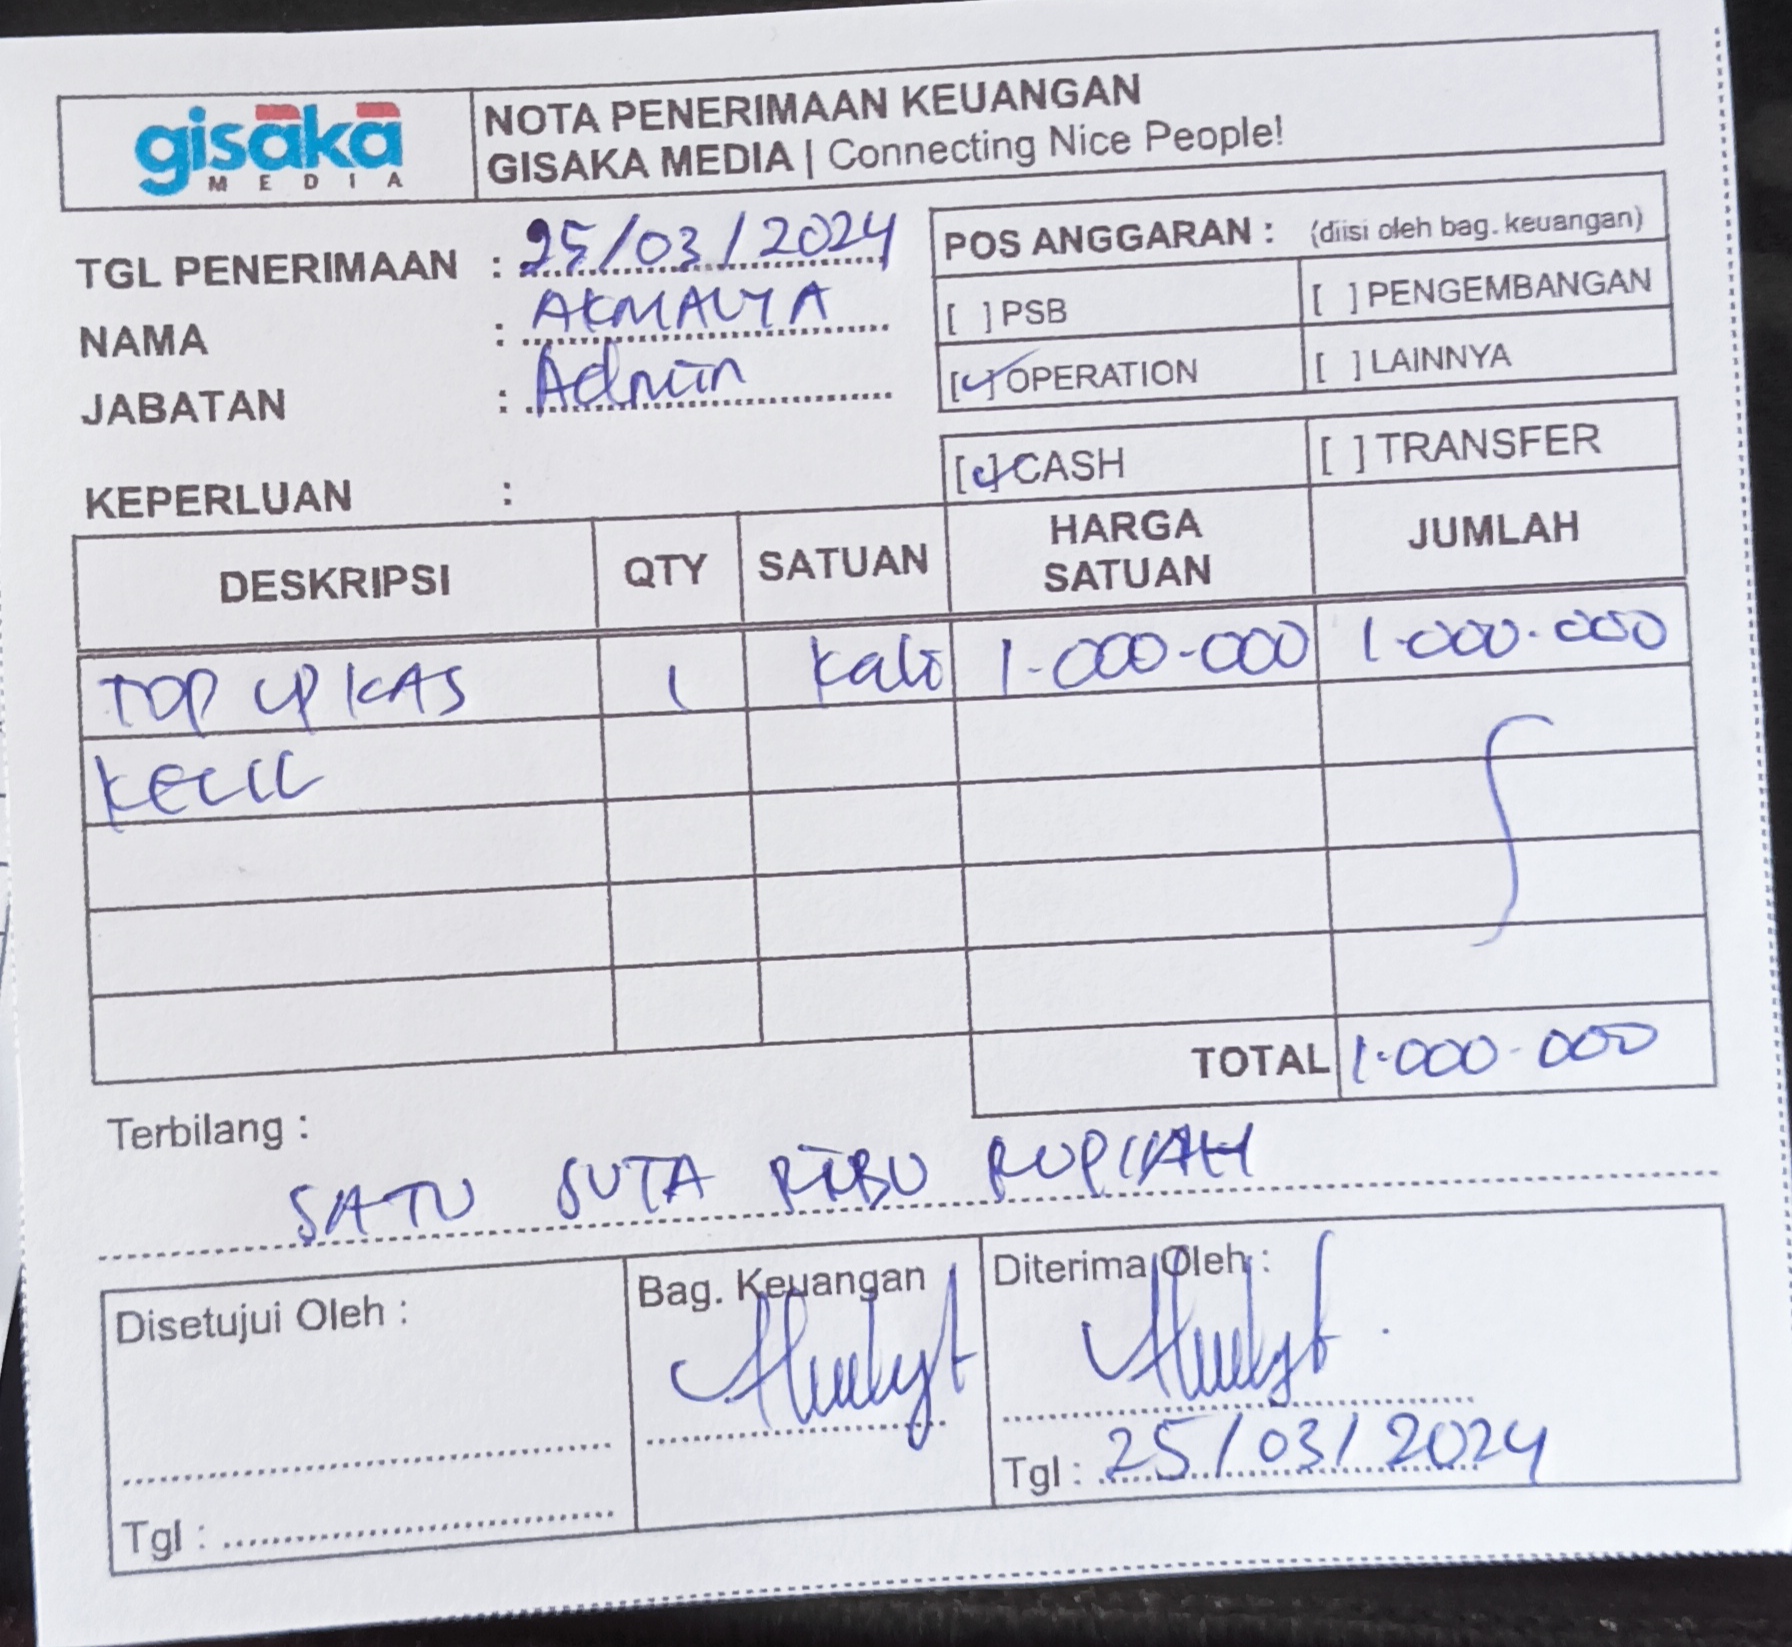 gisaka
MEDIA
NOTA PENERIMAAN KEUANGAN
GISAKA MEDIA | Connecting Nice People!
TGL PENERIMAAN : 25/03/2024
NAMA : AKMALIYA
JABATAN : Admin
KEPERLUAN :
POS ANGGARAN : (diisi oleh bag. keuangan)
[ ] PSB [ ] PENGEMBANGAN
[✓] OPERATION [ ] LAINNYA
[✓] CASH [ ] TRANSFER
DESKRIPSI QTY SATUAN HARGA SATUAN JUMLAH
TOP UP KAS 1 Kali 1.000.000 1.000.000
KECIL
TOTAL 1.000.000
Terbilang :
SATU JUTA RIBU RUPIAH
Disetujui Oleh : Bag. Keuangan Diterima Oleh :
Tgl : Tgl : 25/03/2024